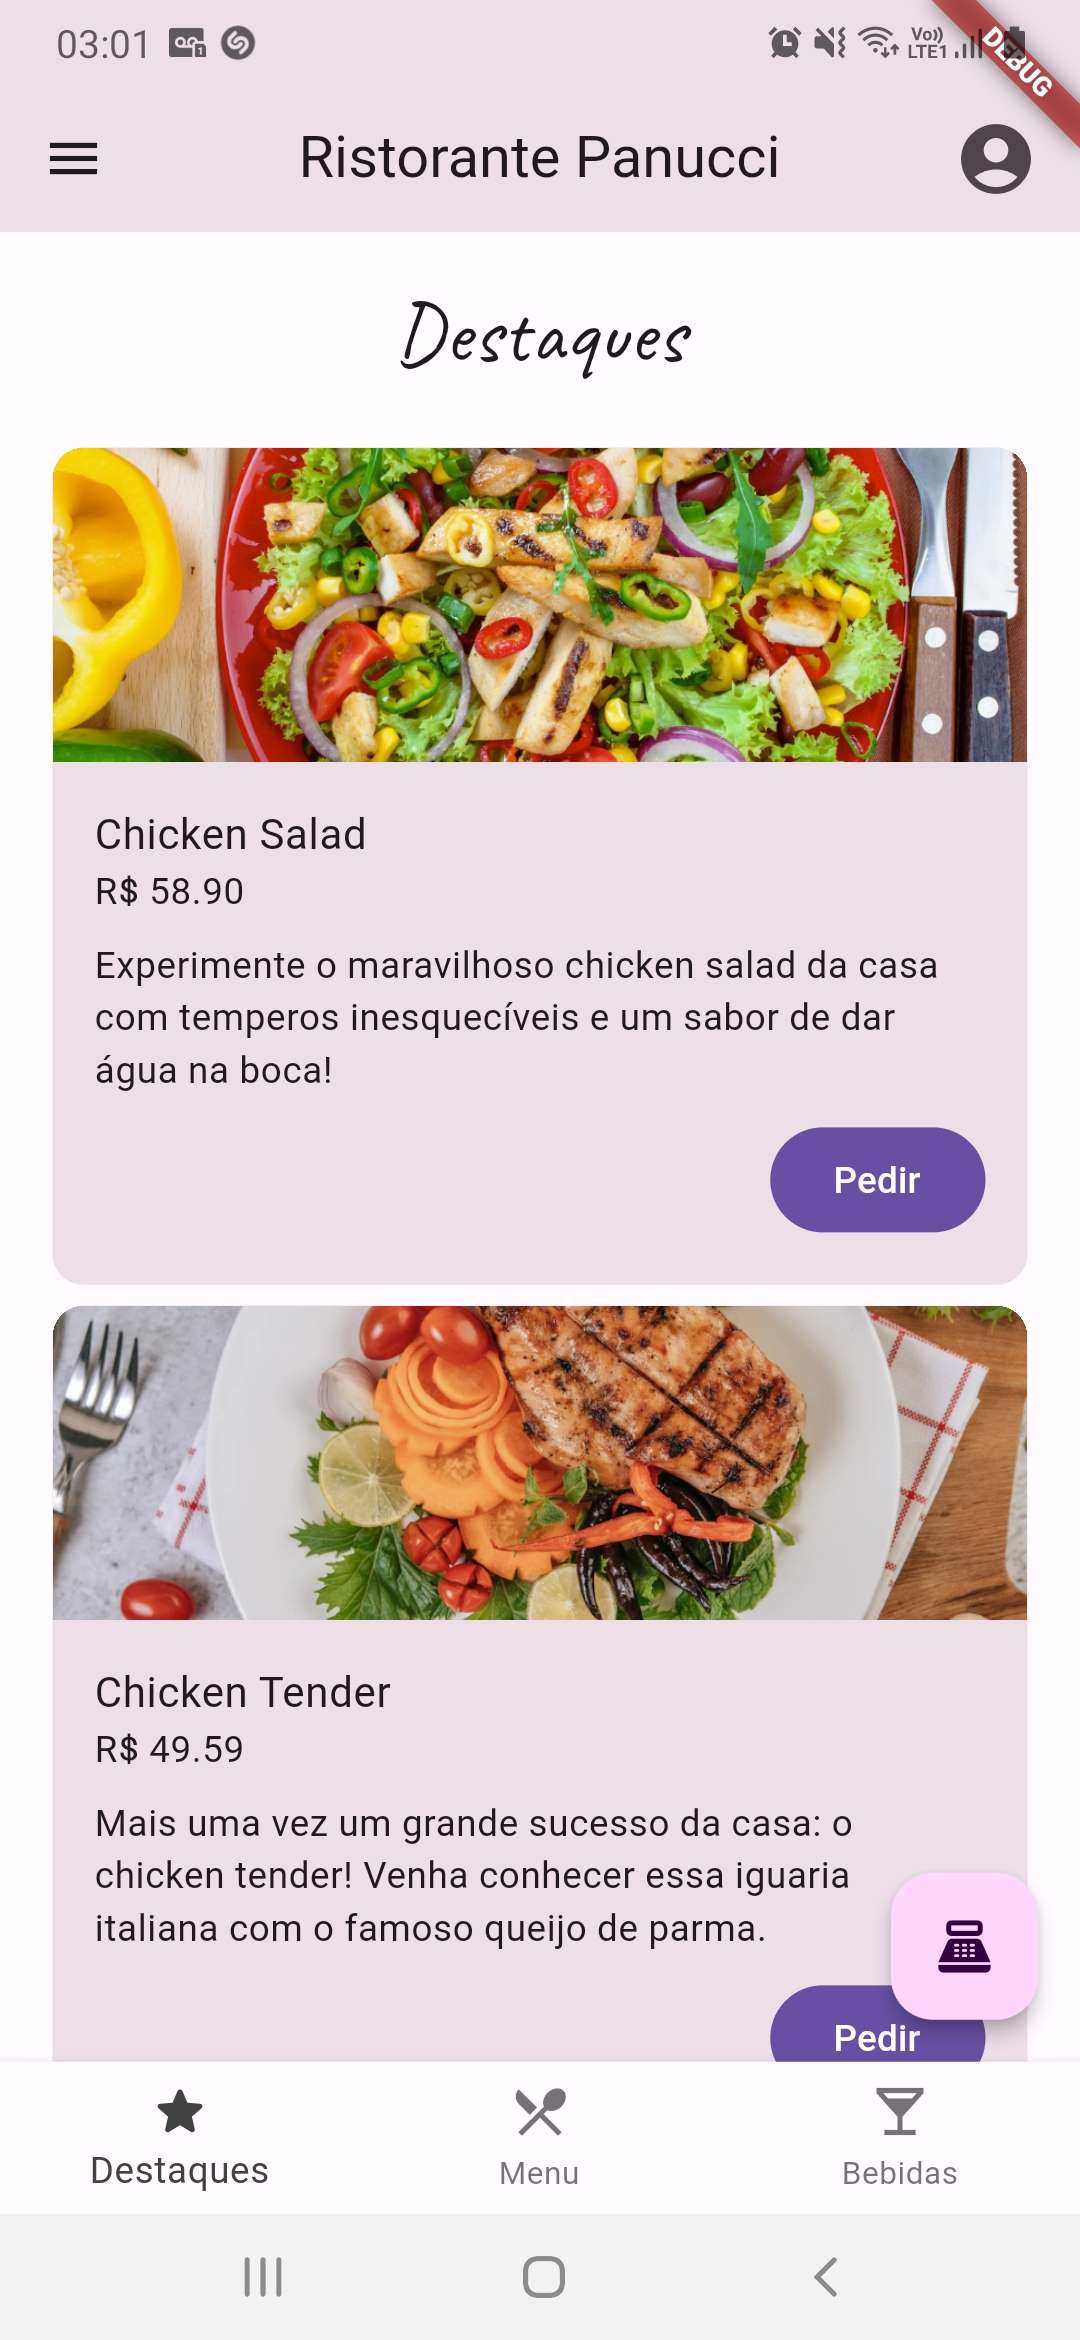 03:01
Vo))
LTE1
DEBUG
Ristorante Panucci
Destaques
Chicken Salad
R$ 58.90
Experimente o maravilhoso chicken salad da casa
com temperos inesquecíveis e um sabor de dar
água na boca!
Pedir
Chicken Tender
R$ 49.59
Mais uma vez um grande sucesso da casa: o
chicken tender! Venha conhecer essa iguaria
italiana com o famoso queijo de parma.
Pedir
Destaques
Menu
Bebidas